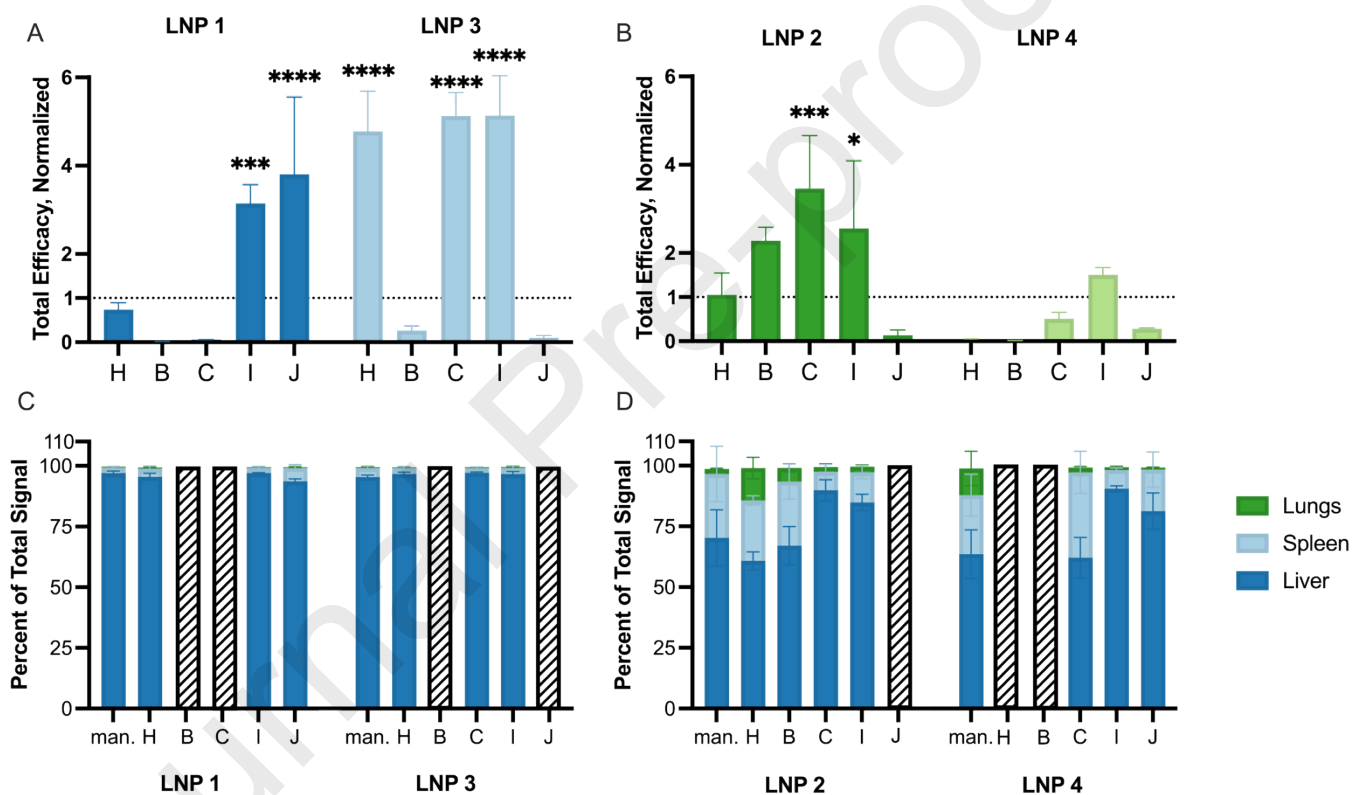 A
LNP 1
LNP 3
Total Efficacy, Normalized
6
4
2
1
0
***
****
****
****
****
H B C I J H B C I J
B
LNP 2
LNP 4
Total Efficacy, Normalized
6
4
2
1
0
***
*
H B C I J H B C I J
C
Percent of Total Signal
110
100
75
50
25
0
man. H B C I J man. H B C I J
LNP 1
LNP 3
D
Percent of Total Signal
110
100
75
50
25
0
man. H B C I J man. H B C I J
LNP 2
LNP 4
Lungs
Spleen
Liver
urnal Pre-proo